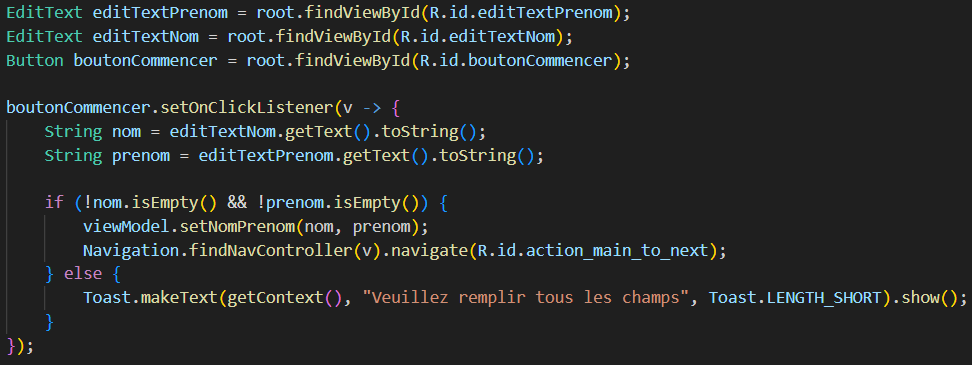 EditText editTextPrenom = root.findViewById(R.id.editTextPrenom);
EditText editTextNom = root.findViewById(R.id.editTextNom);
Button boutonCommencer = root.findViewById(R.id.boutonCommencer);

boutonCommencer.setOnClickListener(v -> {
    String nom = editTextNom.getText().toString();
    String prenom = editTextPrenom.getText().toString();

    if (!nom.isEmpty() && !prenom.isEmpty()) {
        viewModel.setNomPrenom(nom, prenom);
        Navigation.findNavController(v).navigate(R.id.action_main_to_next);
    } else {
        Toast.makeText(getContext(), "Veuillez remplir tous les champs", Toast.LENGTH_SHORT).show();
    }
});